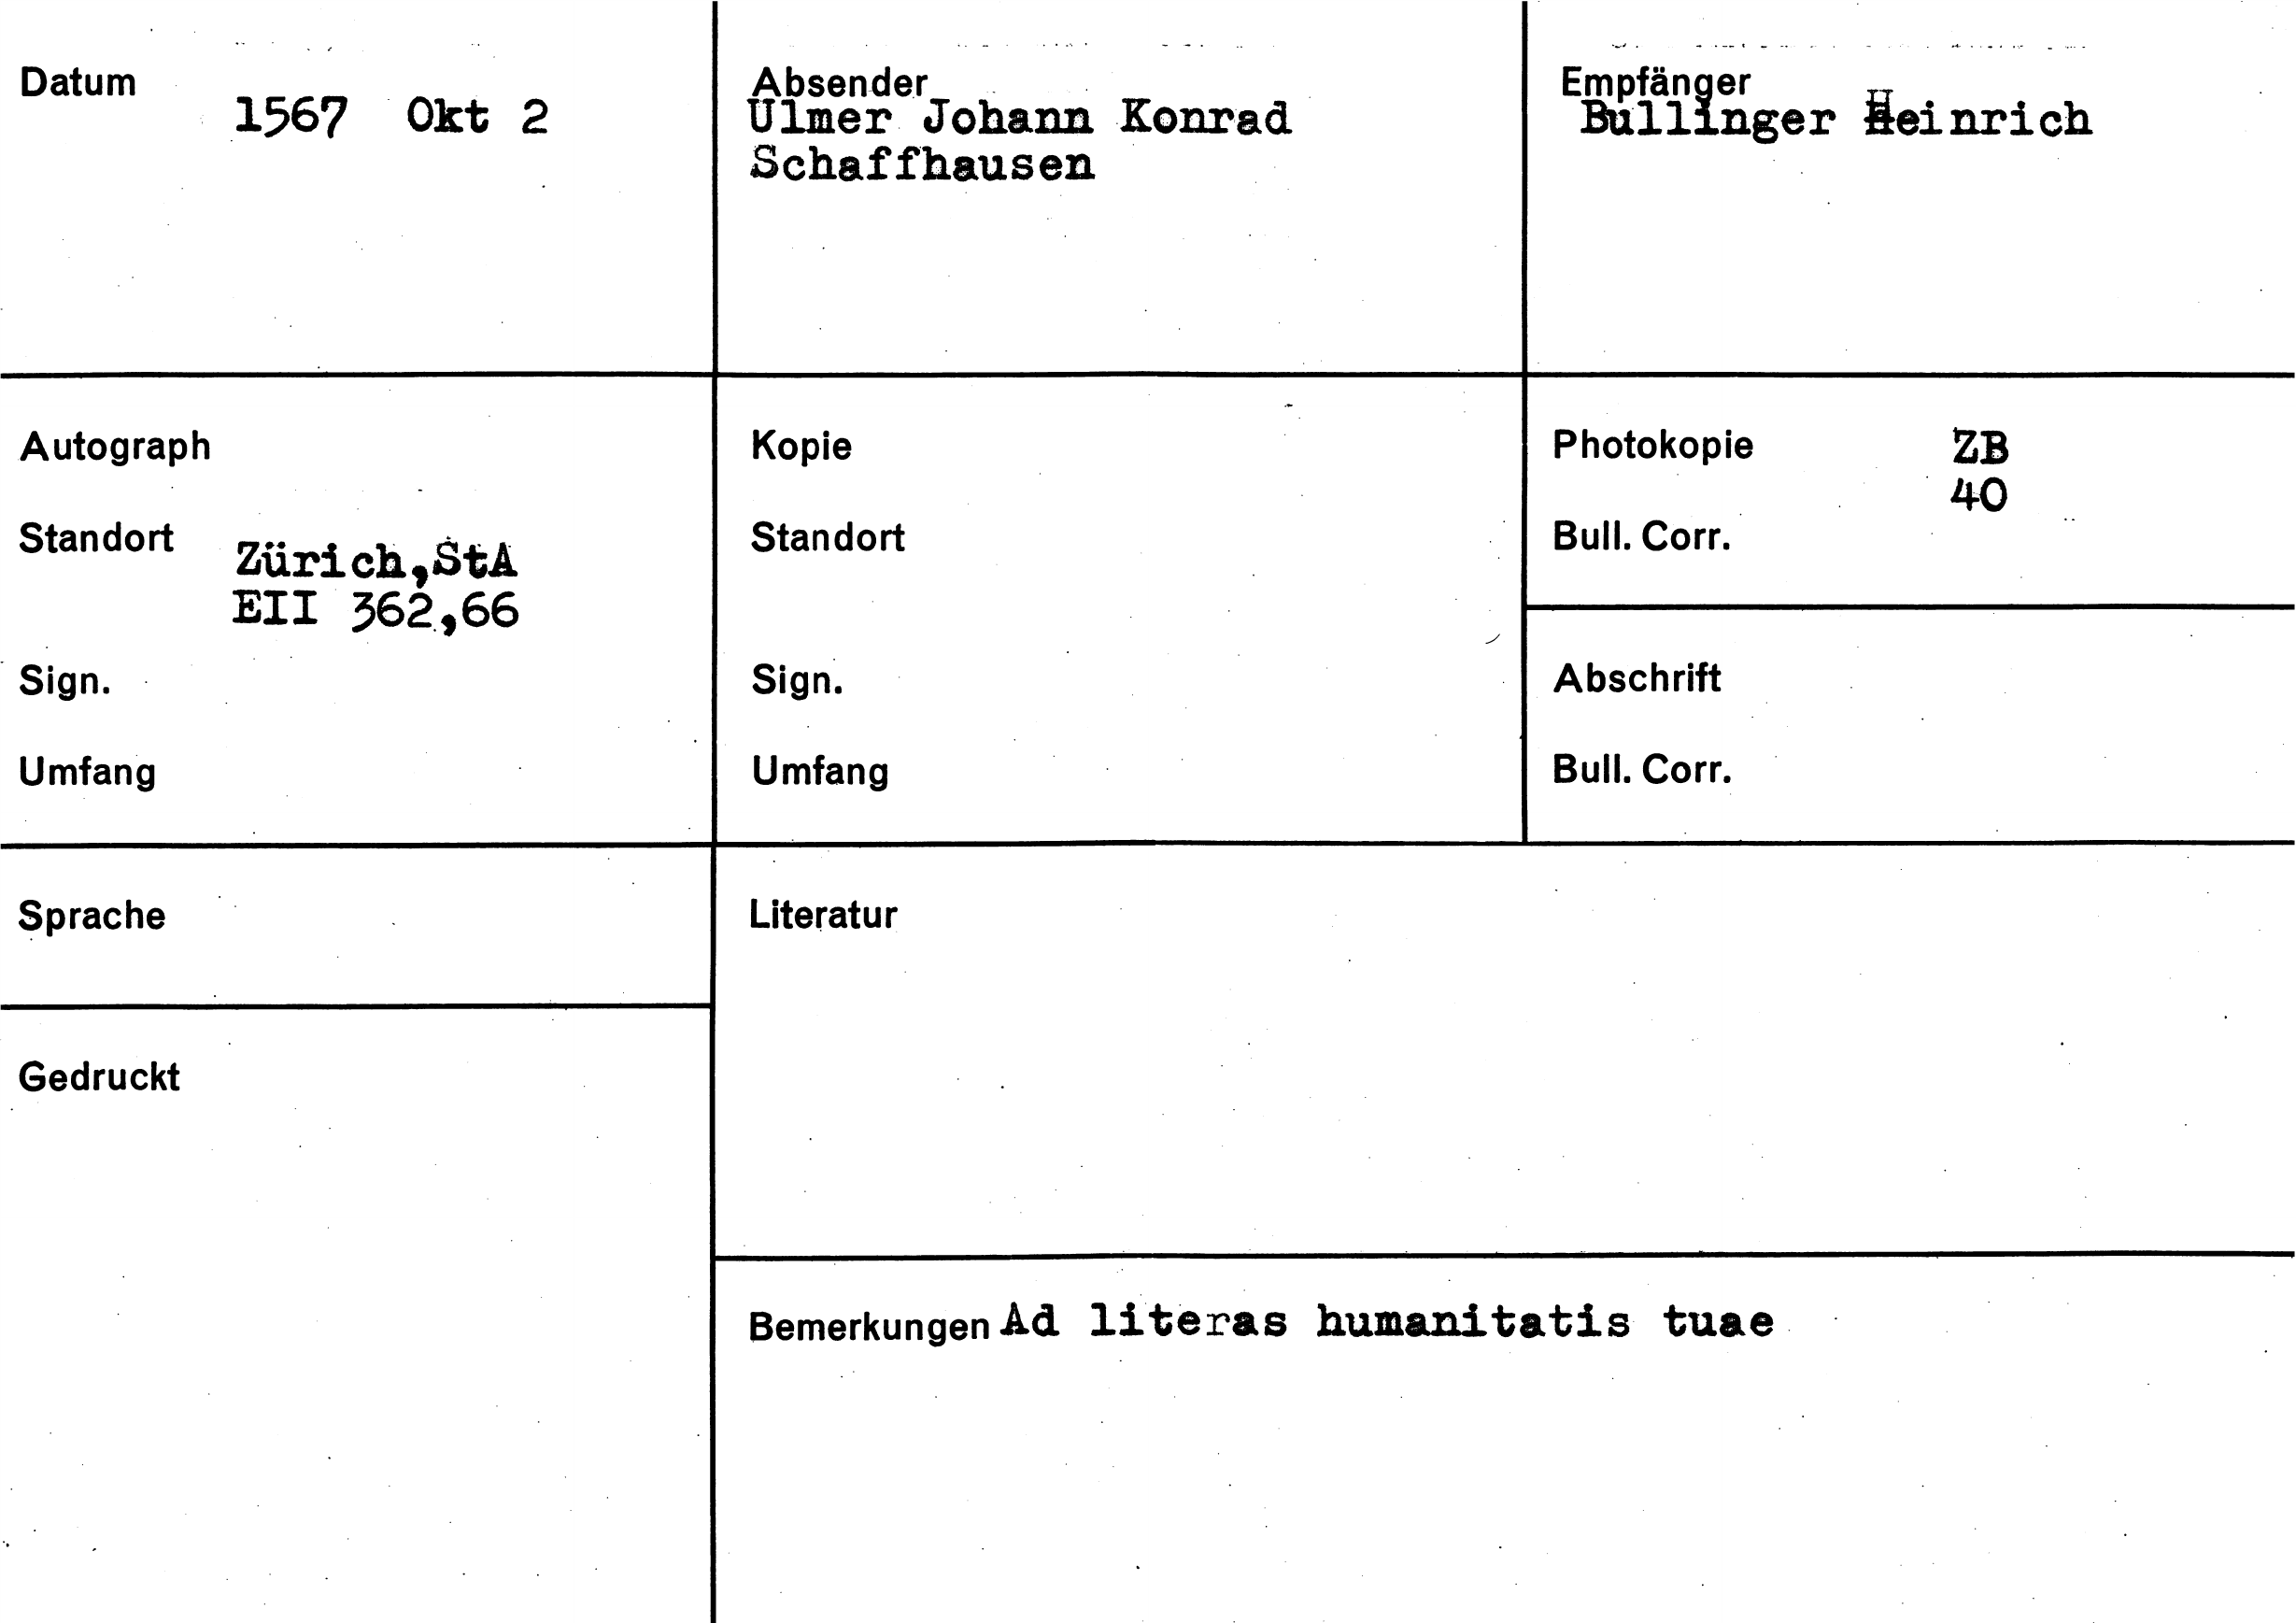 Datum
1567 Okt 2
Absender
Ulmer Johann Konrad
Schaffhausen
Empfänger
Bullinger Heinrich
Autograph
Standort
Zürich,StA
EII 362,66
Sign.
Umfang
Kopie
Standort
Sign.
Umfang
Photokopie ZB
40
Bull. Corr.
Abschrift
Bull. Corr.
Sprache
Gedruckt
Literatur
Bemerkungen Ad literas humanitatis tuae